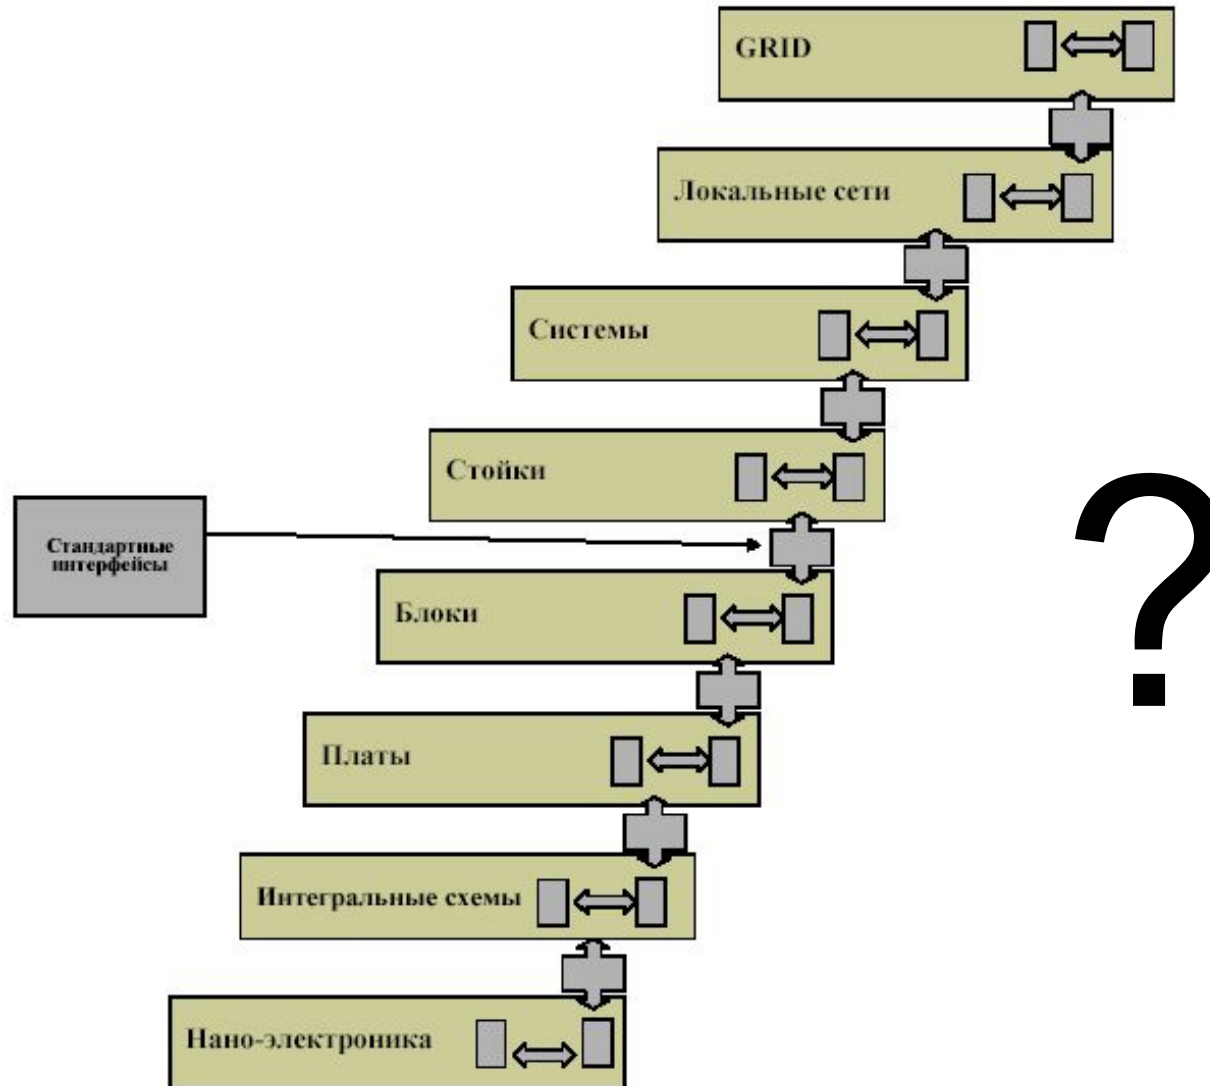 GRID
Локальные сети
Системы
Стойки
Стандартные
интерфейсы
Блоки
?
Платы
Интегральные схемы
Нано-электроника